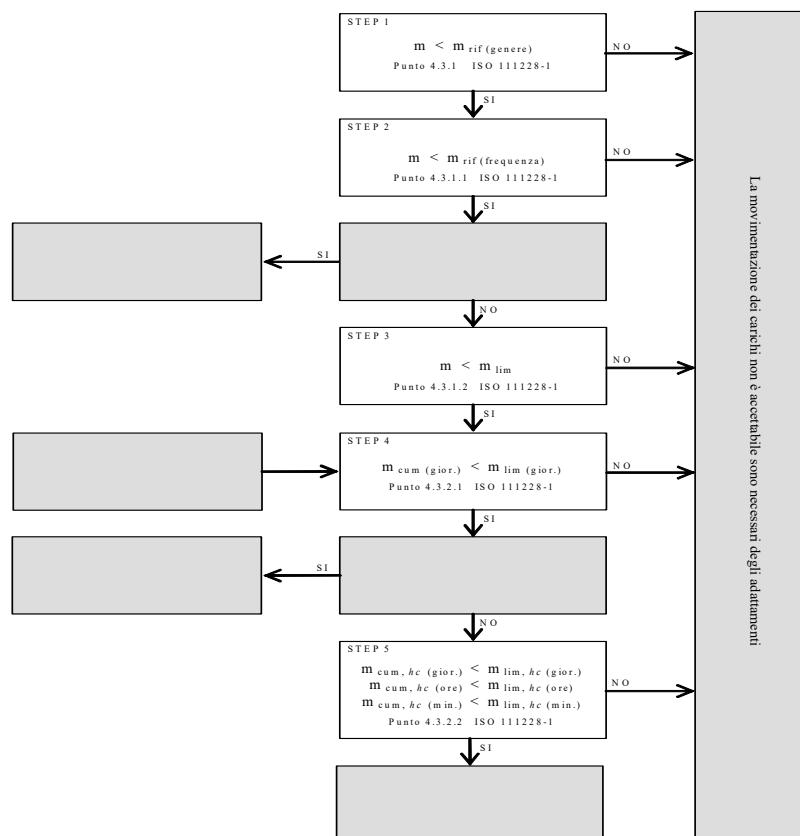 STEP 1
m < m rif (genere)
Punto 4.3.1 ISO 111228-1
NO
SI
STEP 2
m < m rif (frequenza)
Punto 4.3.1.1 ISO 111228-1
NO
SI
SI
NO
STEP 3
m < m lim
Punto 4.3.1.2 ISO 111228-1
NO
SI
STEP 4
m cum (gior.) < m lim (gior.)
Punto 4.3.2.1 ISO 111228-1
NO
SI
SI
NO
STEP 5
m cum, hc (gior.) < m lim, hc (gior.)
m cum, hc (ore) < m lim, hc (ore)
m cum, hc (min.) < m lim, hc (min.)
Punto 4.3.2.2 ISO 111228-1
NO
SI
La movimentazione dei carichi non è accettabile sono necessari degli adattamenti